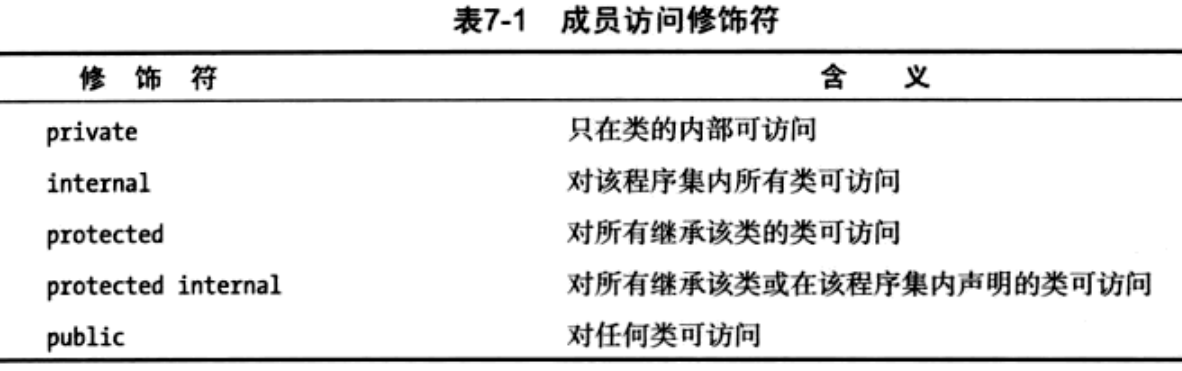 表7-1 成员访问修饰符
修 饰 符 含 义
private 只在类的内部可访问
internal 对该程序集内所有类可访问
protected 对所有继承该类的类可访问
protected internal 对所有继承该类或在该程序集内声明的类可访问
public 对任何类可访问